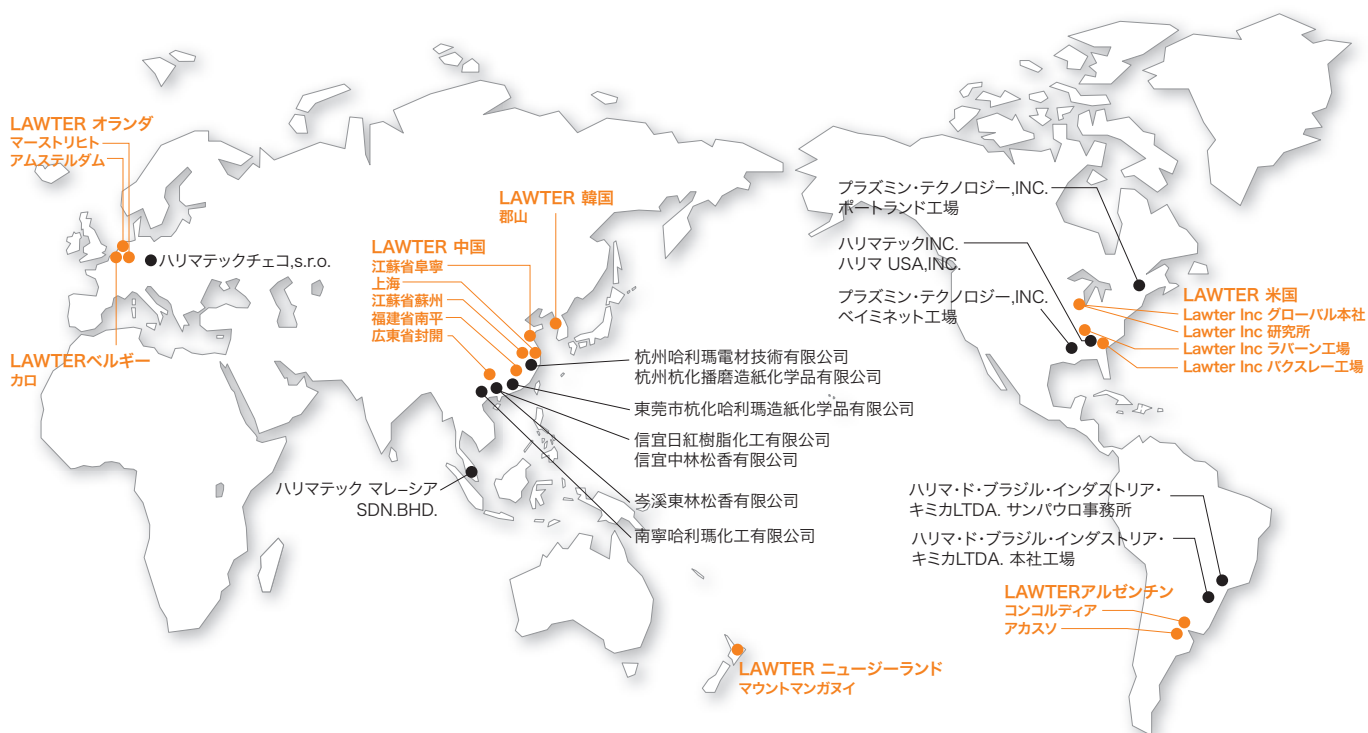 LAWTER オランダ
マーストリヒト
アムステルダム
ハリマテックチェコ,s.r.o.
LAWTERベルギー
カロ
LAWTER 韓国
郡山
LAWTER 中国
江蘇省阜寧
上海
江蘇省蘇州
福建省南平
広東省封開
杭州哈利瑪電材技術有限公司
杭州杭化播磨造紙化学品有限公司
東莞市杭化哈利瑪造紙化学品有限公司
信宜日紅樹脂化工有限公司
信宜中林松香有限公司
岑溪東林松香有限公司
南寧哈利瑪化工有限公司
ハリマテック マレーシア
SDN.BHD.
LAWTER ニュージーランド
マウントマンガヌイ
プラズミン・テクノロジー,INC.
ポートランド工場
ハリマテックINC.
ハリマ USA,INC.
プラズミン・テクノロジー,INC.
ベイミネット工場
LAWTER 米国
Lawter Inc グローバル本社
Lawter Inc 研究所
Lawter Inc ラバーン工場
Lawter Inc バクスレー工場
ハリマ・ド・ブラジル・インダストリア・
キミカLTDA. サンパウロ事務所
ハリマ・ド・ブラジル・インダストリア・
キミカLTDA. 本社工場
LAWTERアルゼンチン
コンコルディア
アカスソ